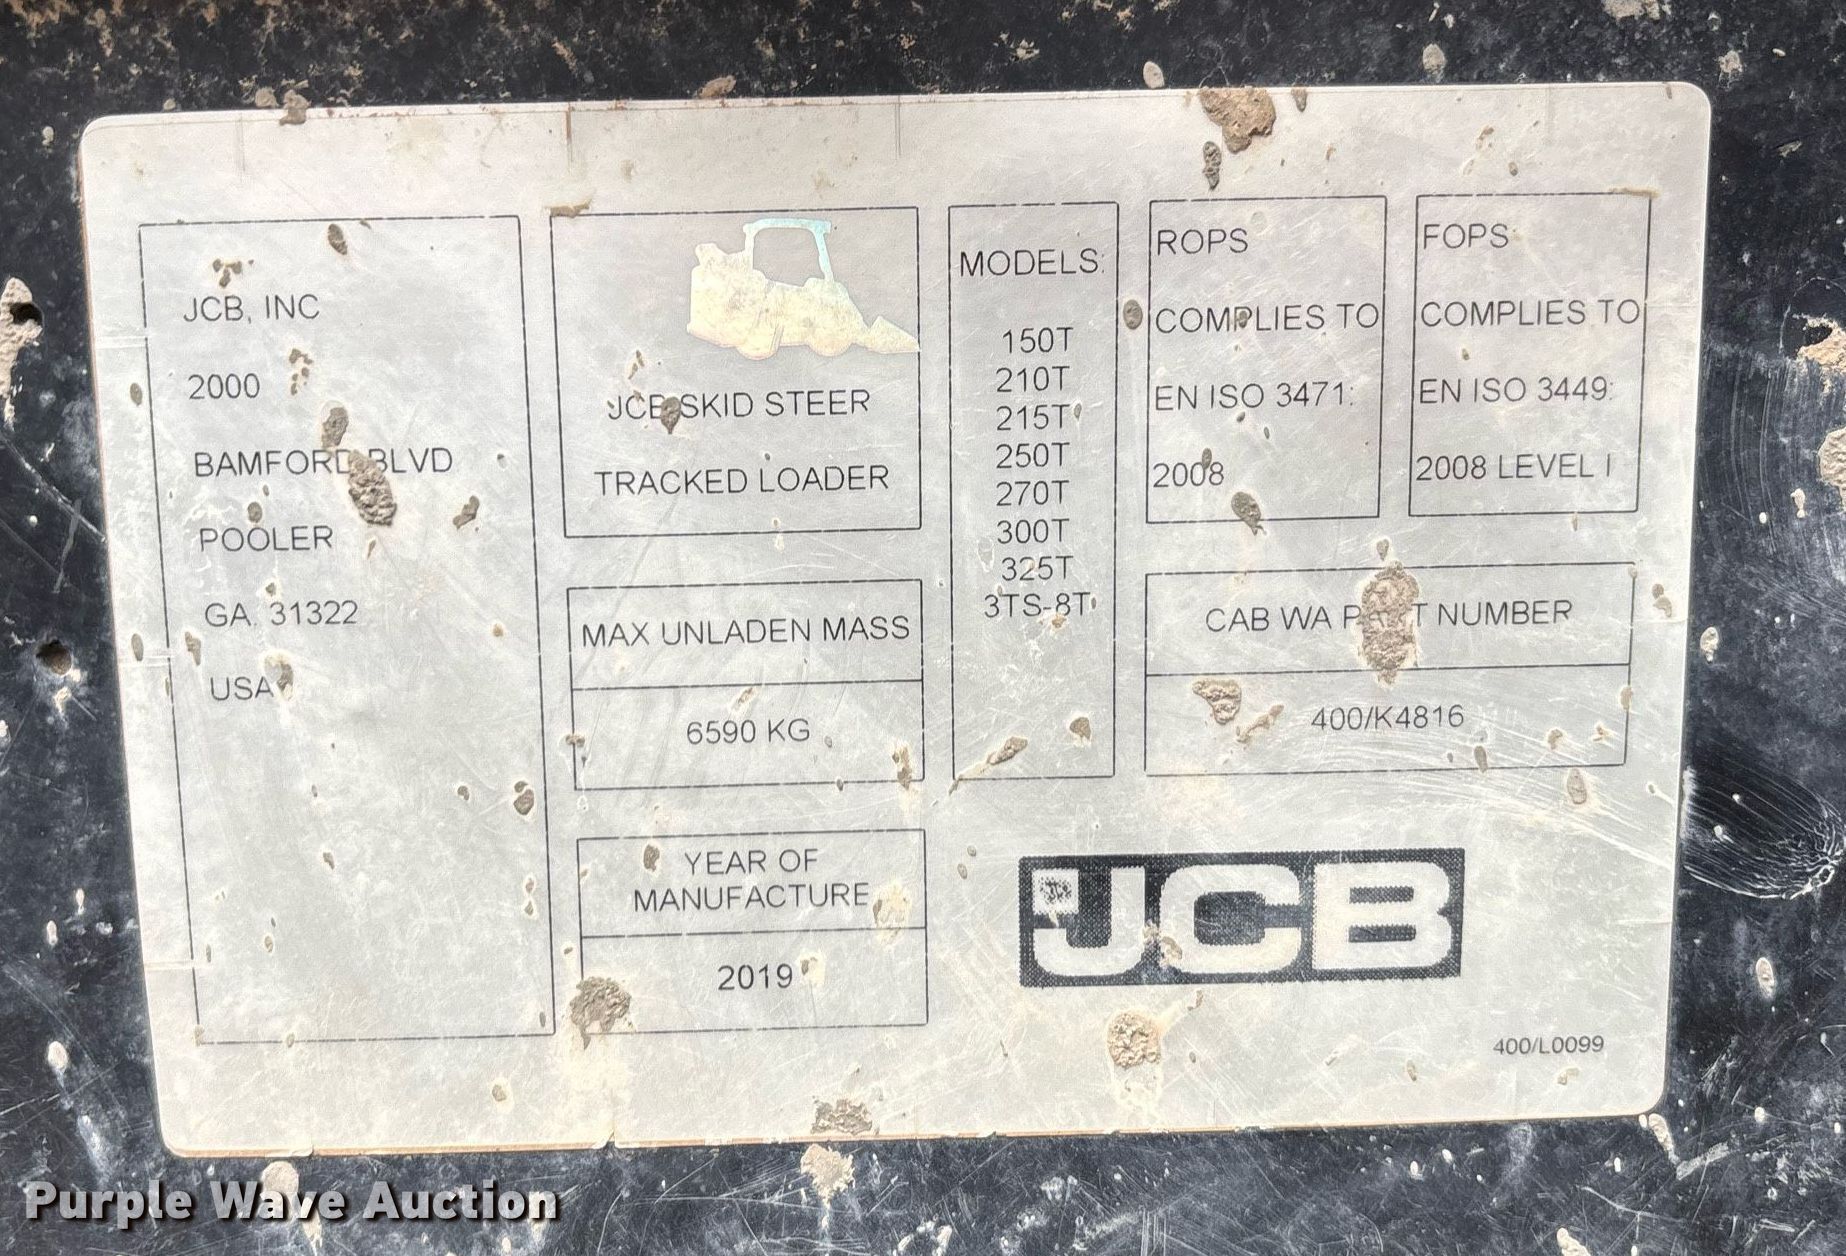 JCB, INC
2000
BAMFORD BLVD
POOLER
GA. 31322
USA
JCB SKID STEER
TRACKED LOADER
MAX UNLADEN MASS
6590 KG
YEAR OF
MANUFACTURE
2019
MODELS:
150T
210T
215T
250T
270T
300T
325T
3TS-8T
ROPS
COMPLIES TO
EN ISO 3471:
2008
FOPS
COMPLIES TO
EN ISO 3449:
2008 LEVEL I
CAB WA PART NUMBER
400/K4816
JCB
400/L0099
Purple Wave Auction